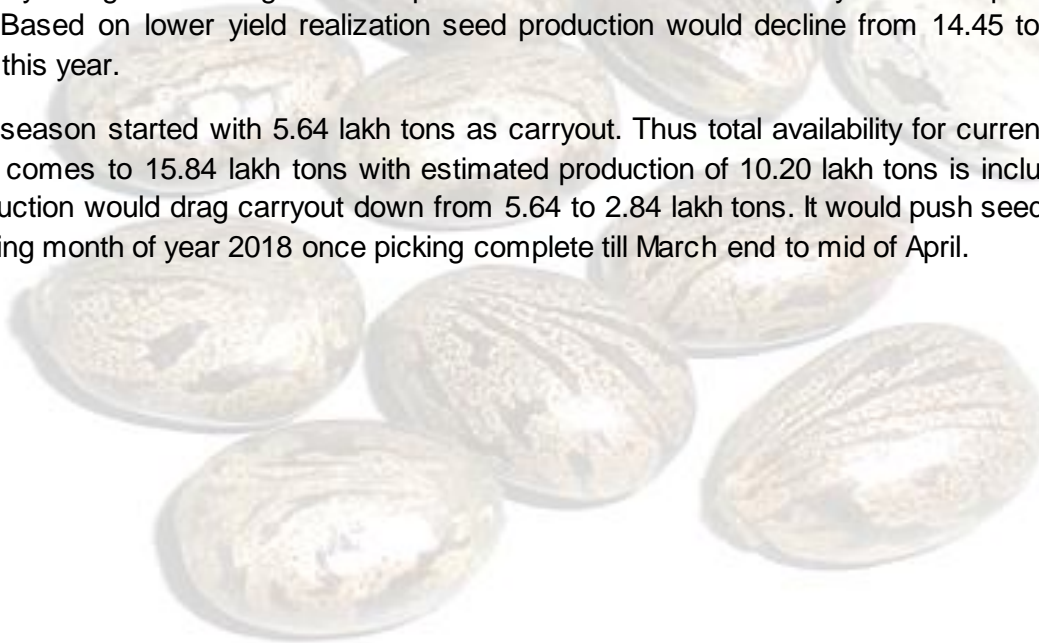 Based on lower yield realization seed production would decline from 14.45 to
this year.
season started with 5.64 lakh tons as carryout. Thus total availability for curren
comes to 15.84 lakh tons with estimated production of 10.20 lakh tons is inclu
uction would drag carryout down from 5.64 to 2.84 lakh tons. It would push seed
ing month of year 2018 once picking complete till March end to mid of April.